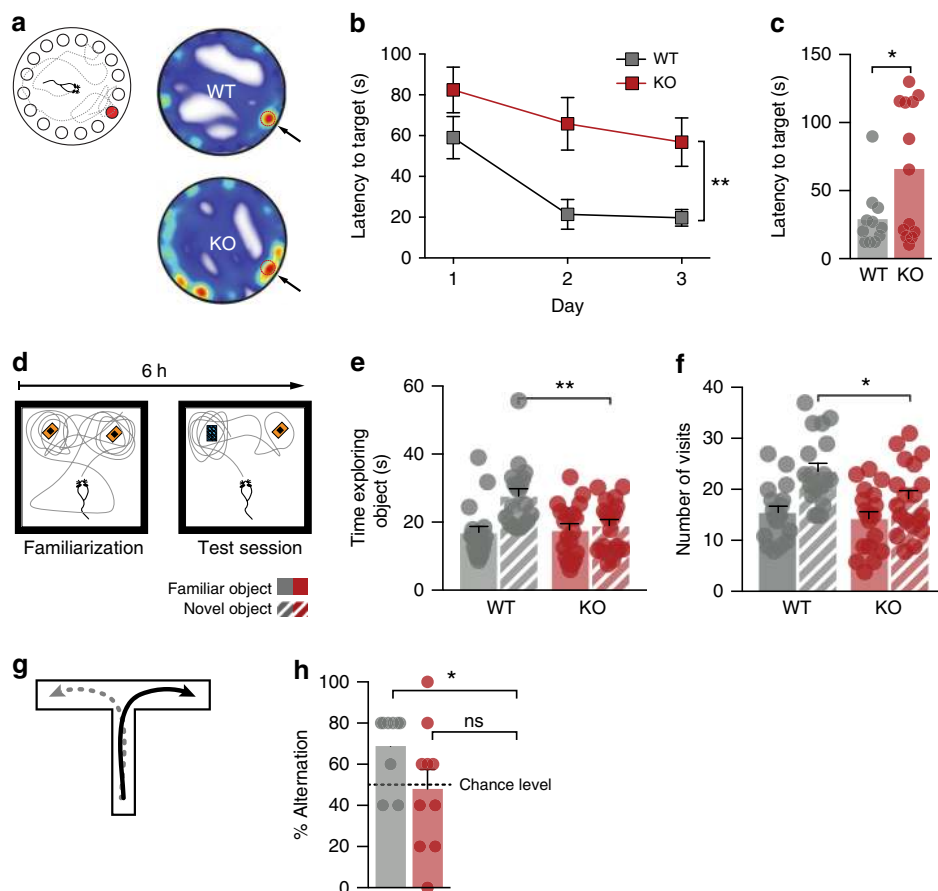 a
WT
KO
b
Latency to target (s)
100
80
60
40
20
0
WT
KO
**
1
2
3
Day
c
Latency to target (s)
150
100
50
0
*
WT
KO
d
6 h
Familiarization
Test session
Familiar object
Novel object
e
Time exploring
object (s)
60
40
20
0
**
WT
KO
f
Number of visits
40
30
20
10
0
*
WT
KO
g
h
% Alternation
100
80
60
40
20
0
*
ns
Chance level